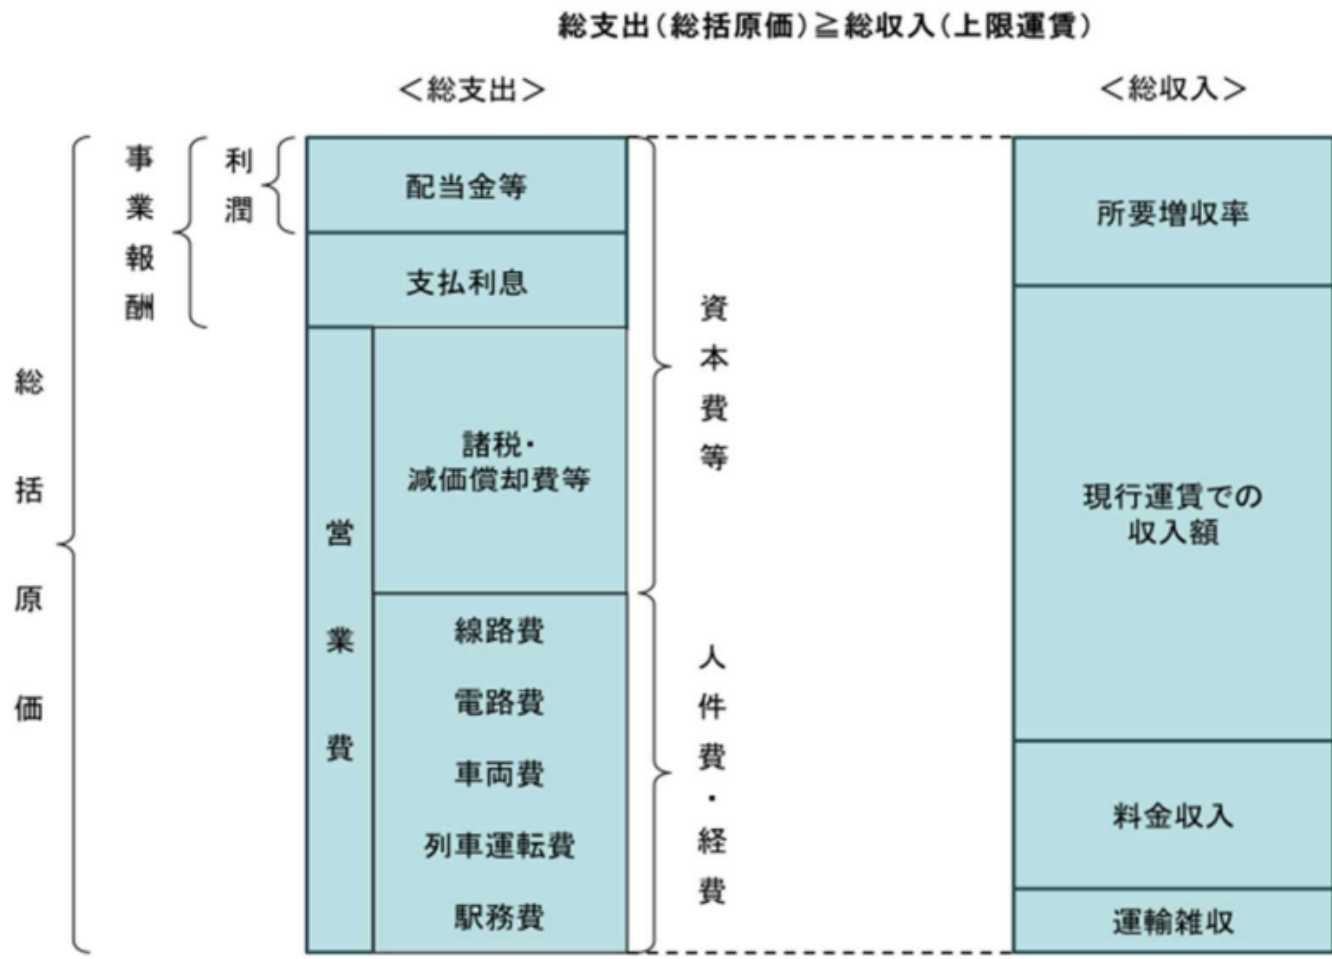 総支出（総括原価）≧総収入（上限運賃）
＜総支出＞
＜総収入＞
総括原価
事業報酬
利潤
配当金等
支払利息
営業費
諸税・
減価償却費等
線路費
電路費
車両費
列車運転費
駅務費
資本費等
人件費・経費
所要増収率
現行運賃での
収入額
料金収入
運輸雑収